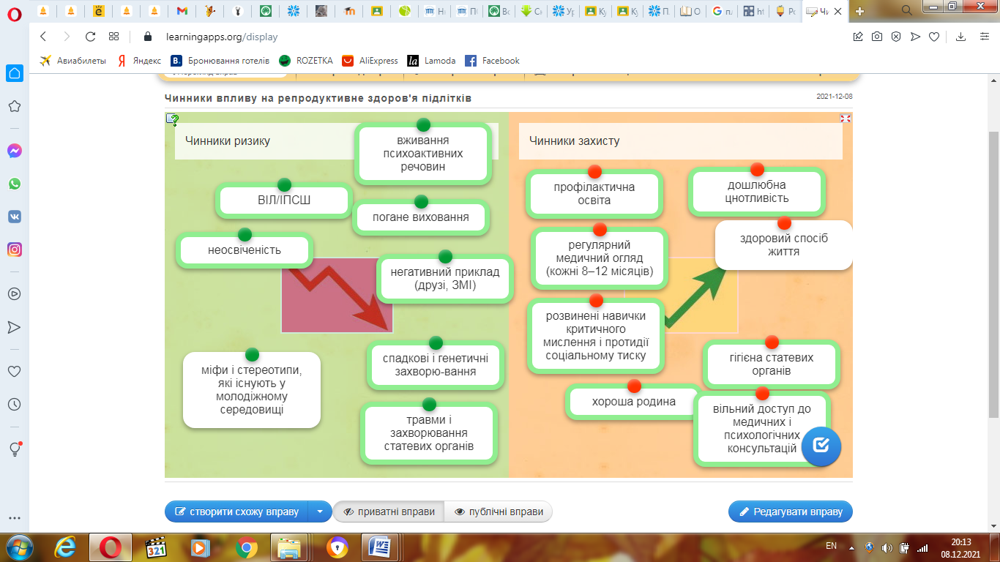 learningapps.org/display
Авиабилеты
Яндекс
Бронювання готелів
ROZETKA
AliExpress
Lamoda
Facebook
Чинники впливу на репродуктивне здоров'я підлітків
2021-12-08
Чинники ризику
вживання
психоактивних
речовин
ВІЛ/ІПСШ
погане виховання
неосвіченість
негативний приклад
(друзі, ЗМІ)
міфи і стереотипи,
які існують у
молодіжному
середовищі
спадкові і генетичні
захворю-вання
травми і
захворювання
статевих органів
Чинники захисту
профілактична
освіта
дошлюбна
цнотливість
регулярний
медичний огляд
(кожні 8–12 місяців)
здоровий спосіб
життя
розвинені навички
критичного
мислення і протидії
соціальному тиску
гігієна статевих
органів
хороша родина
вільний доступ до
медичних і
психологічних
консультацій
створити схожу вправу
приватні вправи
публічні вправи
Редагувати вправу
321
EN
20:13
08.12.2021